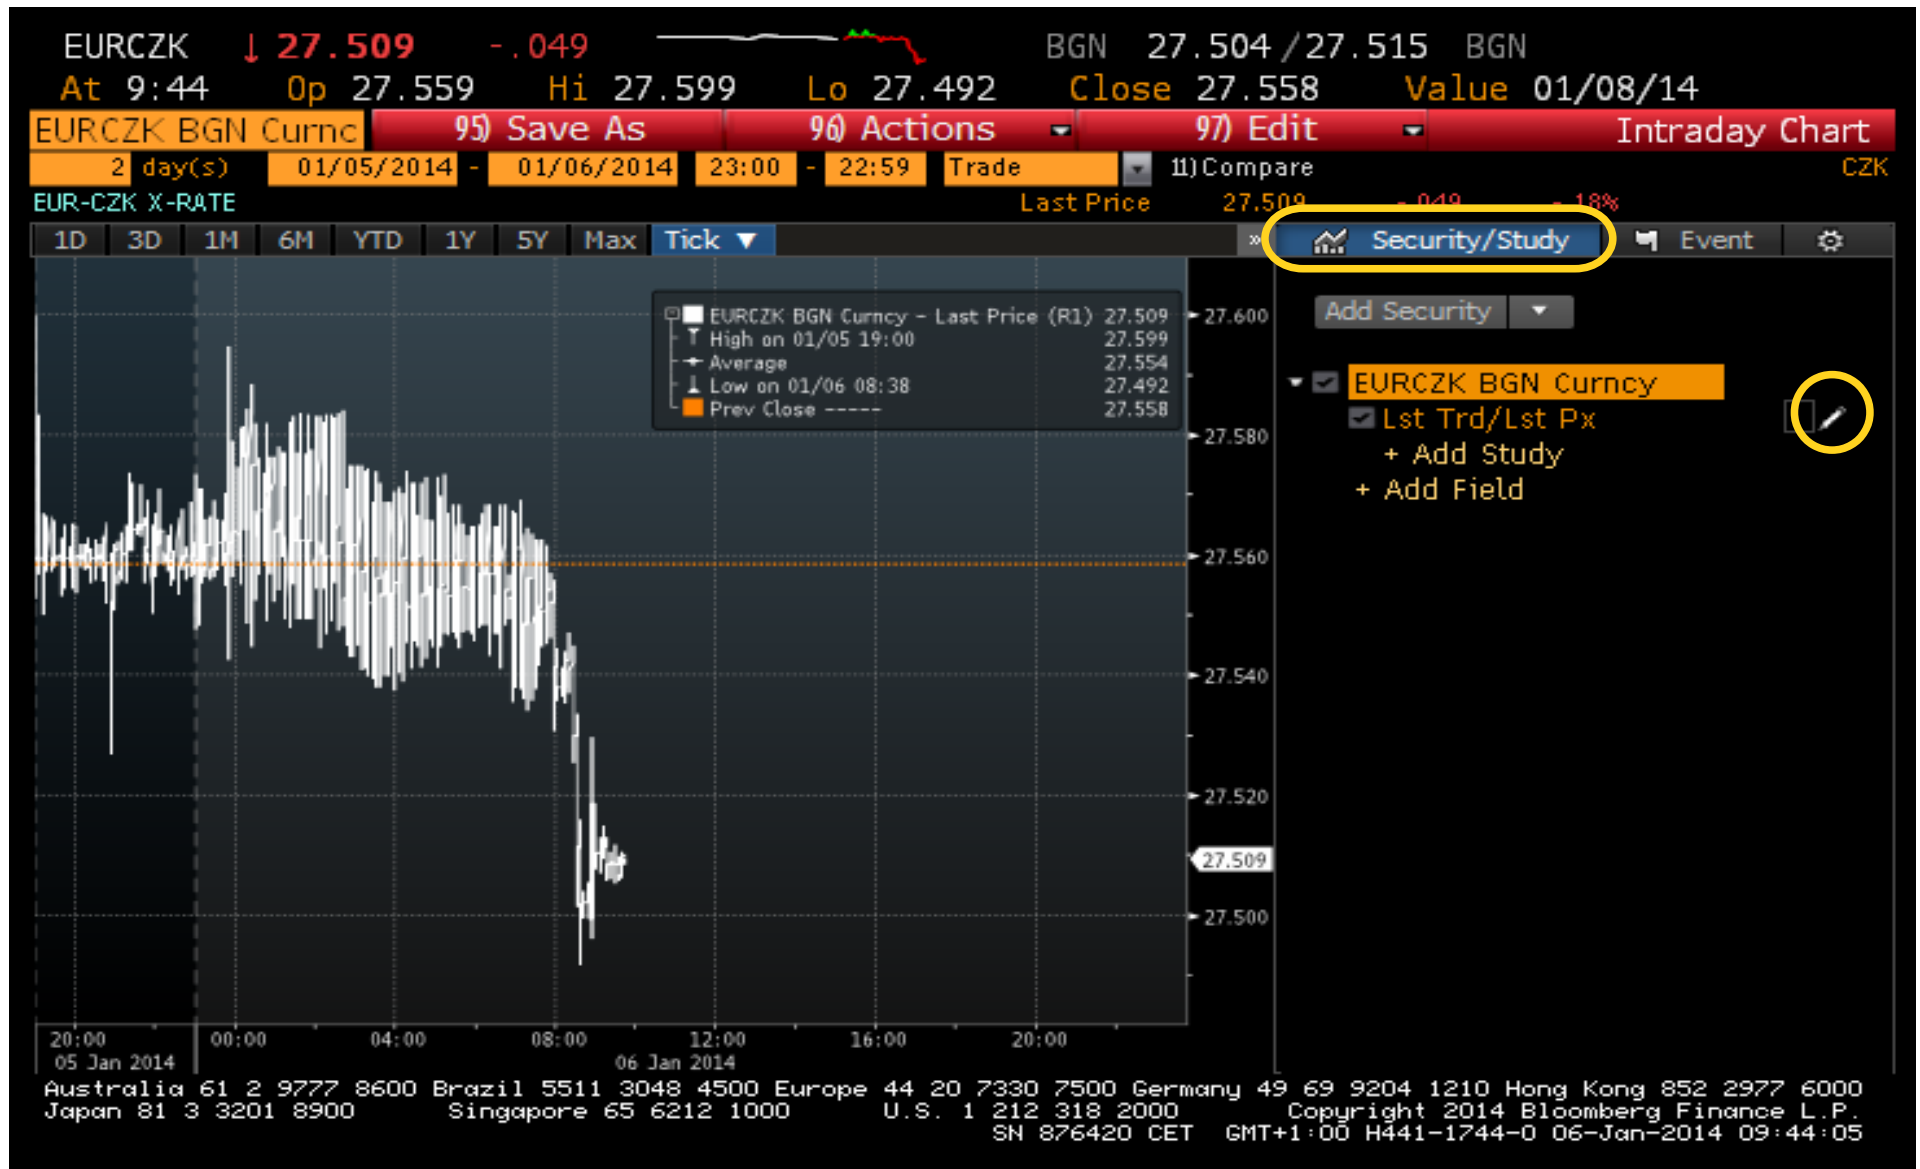 EURCZK ↓ 27.509 -.049 BGN 27.504/27.515 BGN
At 9:44 Op 27.559 Hi 27.599 Lo 27.492 Close 27.558 Value 01/08/14
EURCZK BGN Curnc 95) Save As 96) Actions 97) Edit Intraday Chart
2 day(s) 01/05/2014 - 01/06/2014 23:00 - 22:59 Trade 11) Compare CZK
EUR-CZK X-RATE Last Price 27.509 -.049 -.18%
1D 3D 1M 6M YTD 1Y 5Y Max Tick ▼ » Security/Study Event
Add Security
EURCZK BGN Curncy - Last Price (R1) 27.509
High on 01/05 19:00 27.599
Average 27.554
Low on 01/06 08:38 27.492
Prev Close ----- 27.558
EURCZK BGN Curncy
Lst Trd/Lst Px
+ Add Study
+ Add Field
27.600
27.580
27.560
27.540
27.520
27.509
27.500
20:00 00:00 04:00 08:00 12:00 16:00 20:00
05 Jan 2014 06 Jan 2014
Australia 61 2 9777 8600 Brazil 5511 3048 4500 Europe 44 20 7330 7500 Germany 49 69 9204 1210 Hong Kong 852 2977 6000
Japan 81 3 3201 8900 Singapore 65 6212 1000 U.S. 1 212 318 2000 Copyright 2014 Bloomberg Finance L.P.
SN 876420 CET GMT+1:00 H441-1744-0 06-Jan-2014 09:44:05